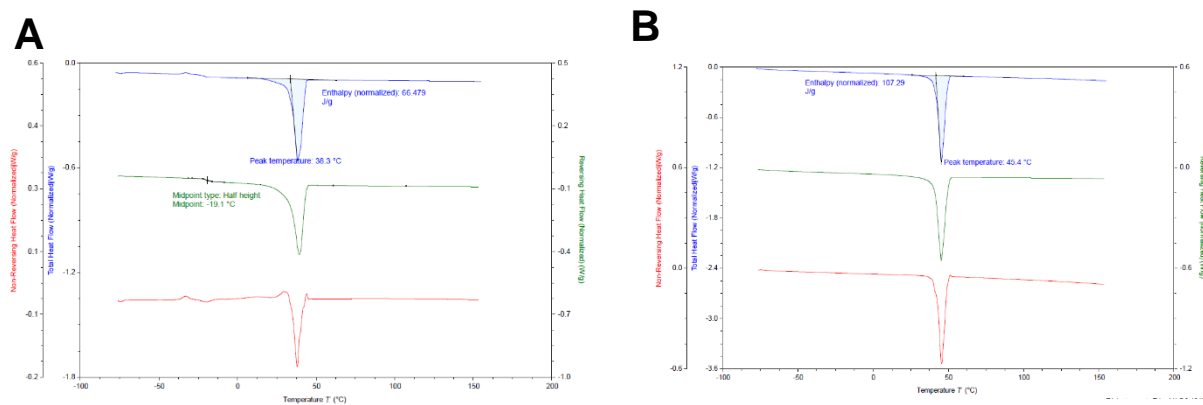 A
0.6
0.4
0.3
0.1
-0.1
-0.2
Non-Reversing Heat Flow (Normalized)(W/g)
0.0
-0.6
-1.2
-1.8
Total Heat Flow (Normalized)(W/g)
Enthalpy (normalized): 66.479
J/g
Peak temperature: 38.3 °C
Midpoint type: Half height
Midpoint: -19.1 °C
0.5
0.2
-0.1
-0.4
-0.7
-1.0
Reversing Heat Flow (Normalized) (W/g)
-100
-50
0
50
100
150
200
Temperature T (°C)
B
1.2
0.6
0.0
-0.6
Non-Reversing Heat Flow (Normalized)(W/g)
0.0
-0.6
-1.2
-1.8
-2.4
-3.0
-3.6
Total Heat Flow (Normalized)(W/g)
Enthalpy (normalized): 107.29
J/g
Peak temperature: 45.4 °C
0.6
0.0
-0.6
-1.2
-100
-50
0
50
100
150
200
Temperature T (°C)